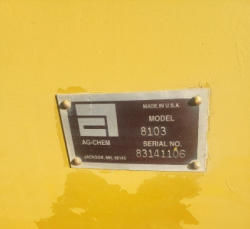 MADE IN U.S.A.
MODEL
8103
AG-CHEM
SERIAL NO.
83141106
JACKSON, MN. 56143